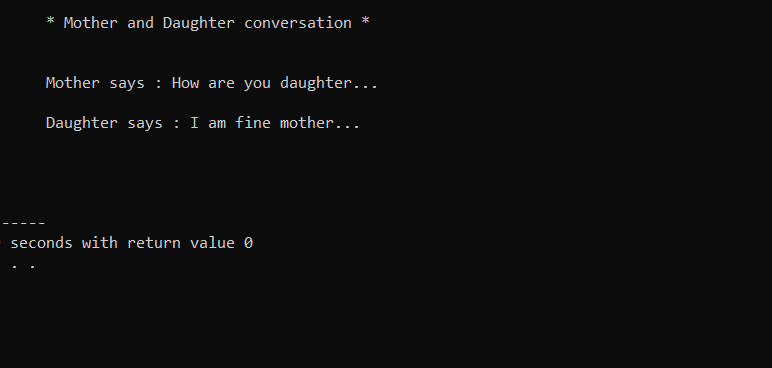 * Mother and Daughter conversation *
Mother says : How are you daughter...
Daughter says : I am fine mother...
-----
seconds with return value 0
. .